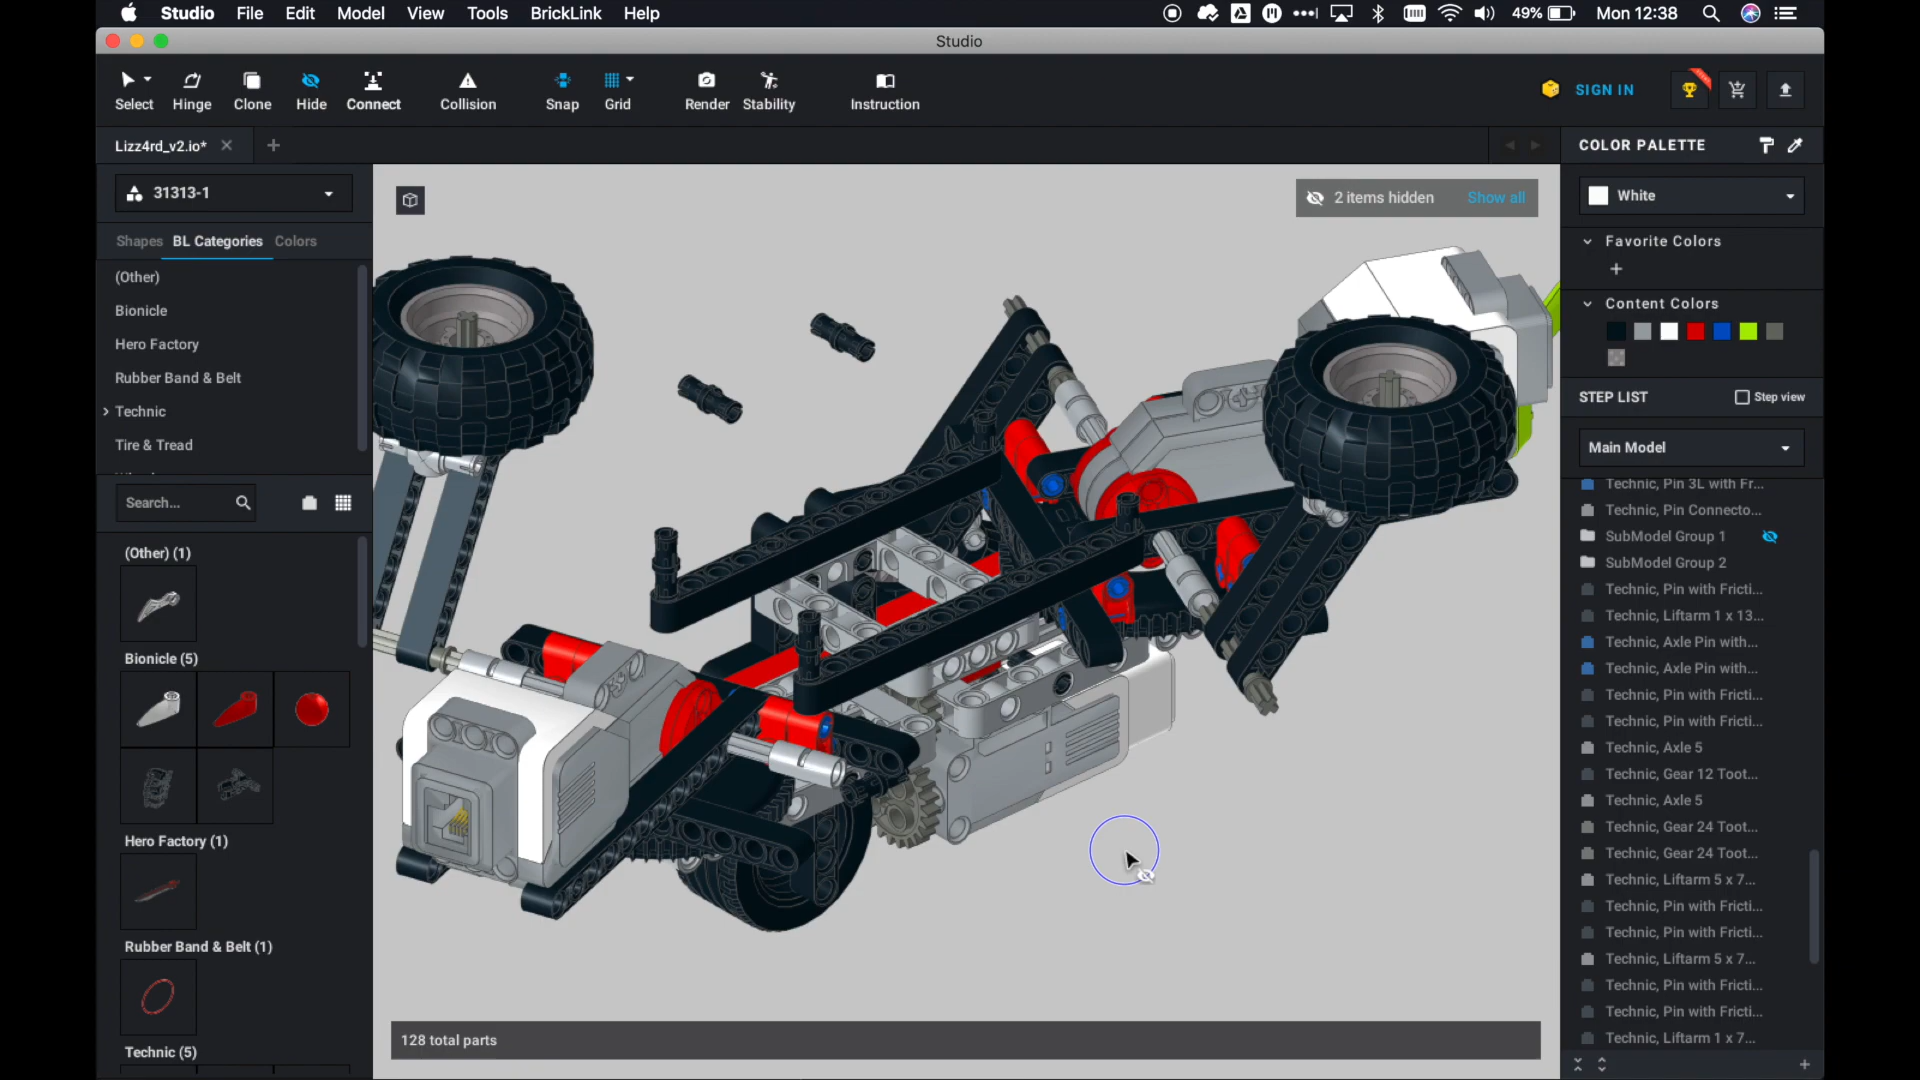 Studio File Edit Model View Tools BrickLink Help 49% Mon 12:38
Studio
Select Hinge Clone Hide Connect Collision Snap Grid Render Stability Instruction SIGN IN
Lizz4rd_v2.io*
31313-1
Shapes BL Categories Colors
(Other)
Bionicle
Hero Factory
Rubber Band & Belt
Technic
Tire & Tread
Search...
(Other) (1)
Bionicle (5)
Hero Factory (1)
Rubber Band & Belt (1)
Technic (5)
2 items hidden Show all
128 total parts
COLOR PALETTE
White
Favorite Colors
Content Colors
STEP LIST Step view
Main Model
Technic, Pin 3L with Fr...
Technic, Pin Connecto...
SubModel Group 1
SubModel Group 2
Technic, Pin with Fricti...
Technic, Liftarm 1 x 13...
Technic, Axle Pin with...
Technic, Axle Pin with...
Technic, Pin with Fricti...
Technic, Pin with Fricti...
Technic, Axle 5
Technic, Gear 12 Toot...
Technic, Axle 5
Technic, Gear 24 Toot...
Technic, Gear 24 Toot...
Technic, Liftarm 5 x 7...
Technic, Pin with Fricti...
Technic, Pin with Fricti...
Technic, Liftarm 5 x 7...
Technic, Pin with Fricti...
Technic, Pin with Fricti...
Technic, Liftarm 1 x 7...